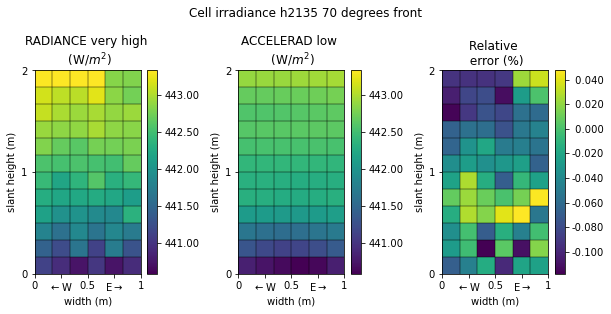 Cell irradiance h2135 70 degrees front
RADIANCE very high
(W/m²)
ACCELERAD low
(W/m²)
Relative
error (%)
2
1
0
slant height (m)
0
←W
0.5
E→
1
width (m)
443.00
442.50
442.00
441.50
441.00
2
1
0
slant height (m)
0
←W
0.5
E→
1
width (m)
443.00
442.50
442.00
441.50
441.00
2
1
0
slant height (m)
0
←W
0.5
E→
1
width (m)
0.040
0.020
0.000
-0.020
-0.040
-0.060
-0.080
-0.100